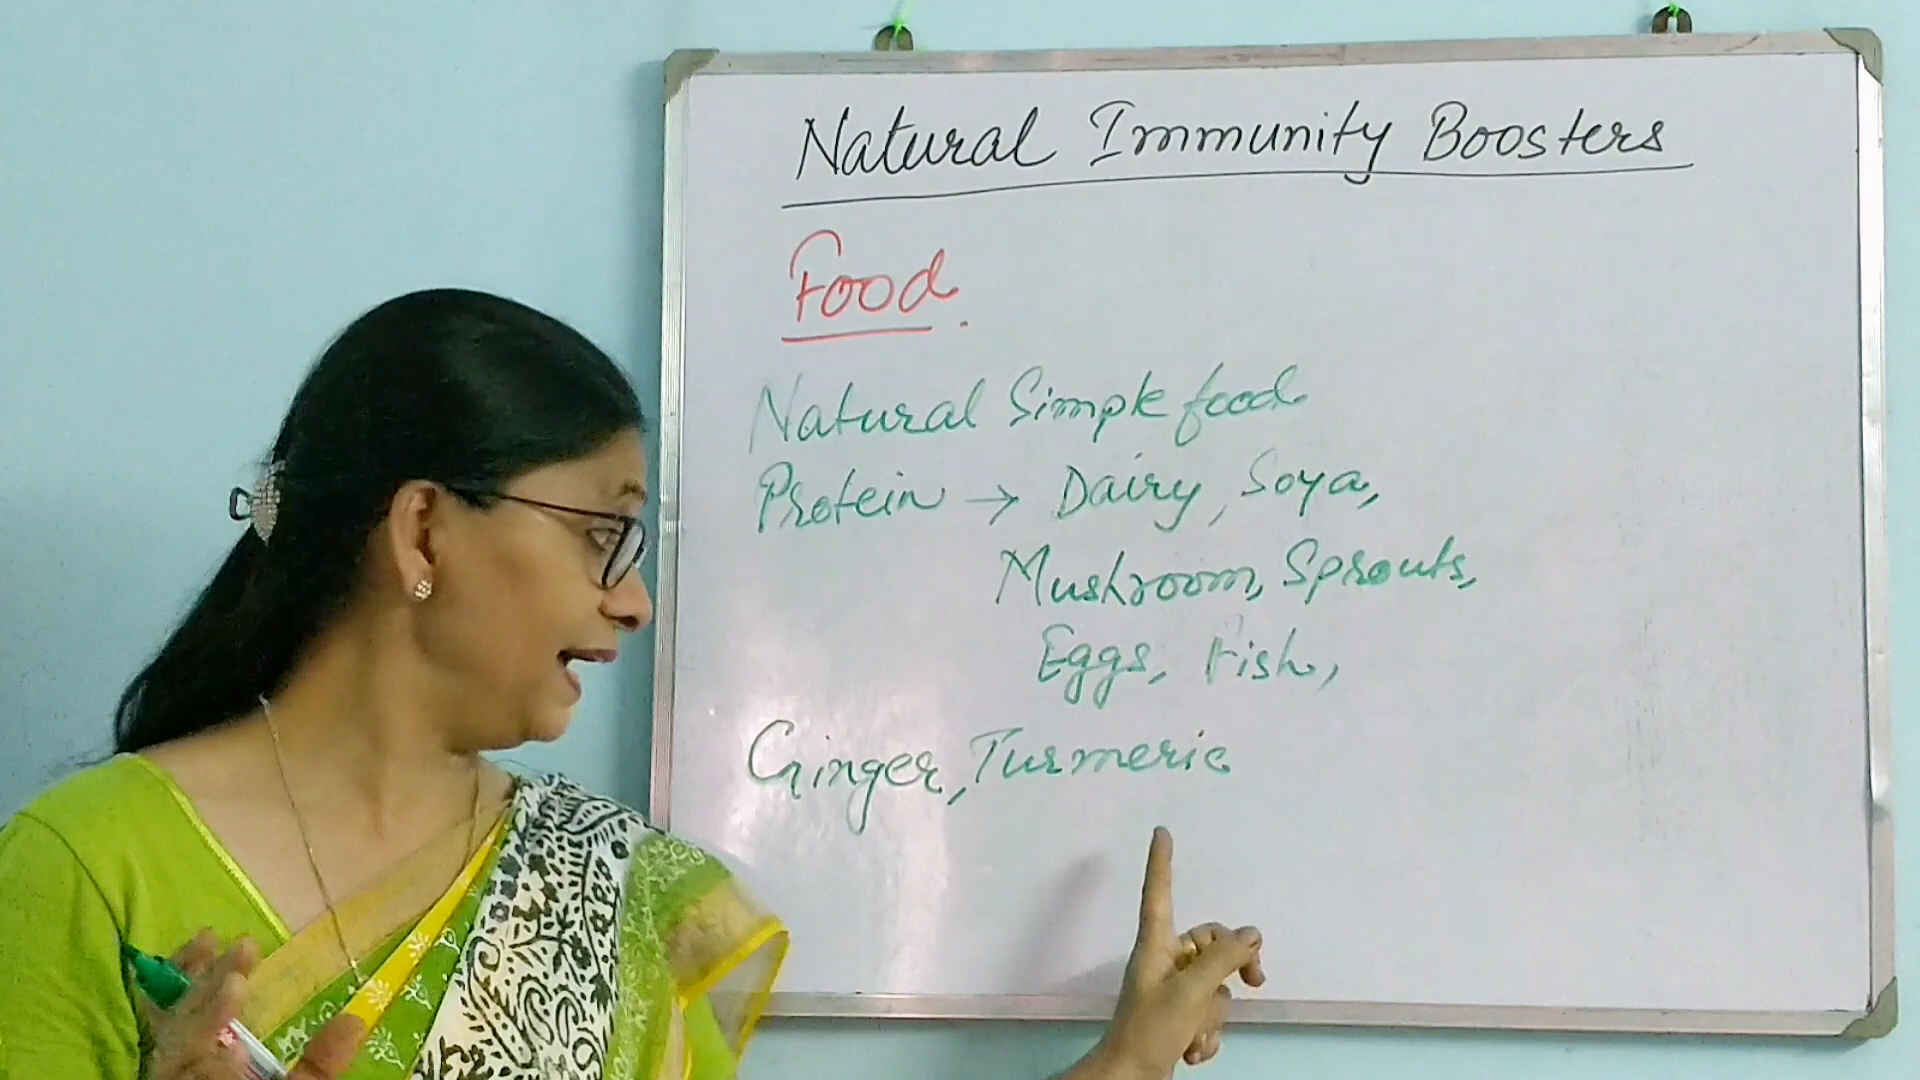 Natural Immunity Boosters
Food.
Natural Simple food
Protein → Dairy, Soya,
Mushroom, Sprouts,
Eggs, Fish,
Ginger, Turmeric